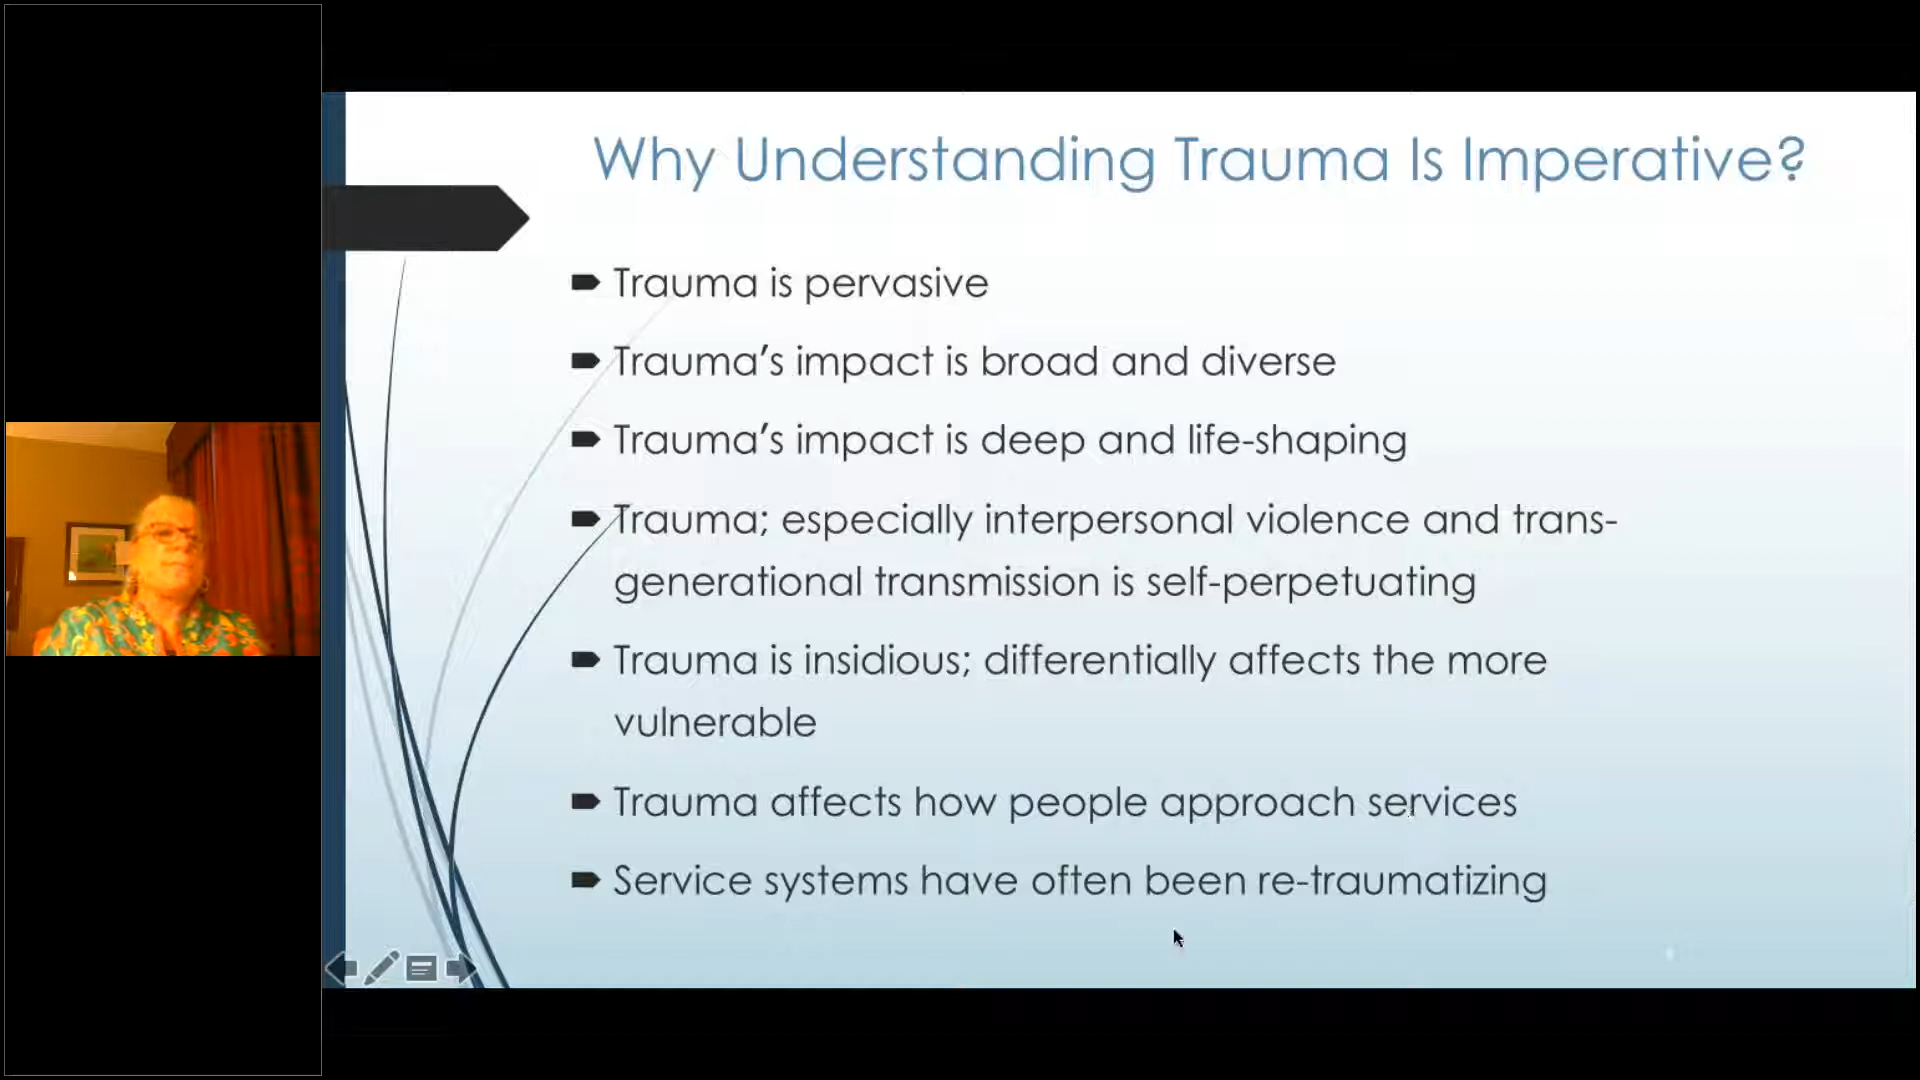 Why Understanding Trauma Is Imperative?
Trauma is pervasive
Trauma's impact is broad and diverse
Trauma's impact is deep and life-shaping
Trauma; especially interpersonal violence and trans-
generational transmission is self-perpetuating
Trauma is insidious; differentially affects the more
vulnerable
Trauma affects how people approach services
Service systems have often been re-traumatizing